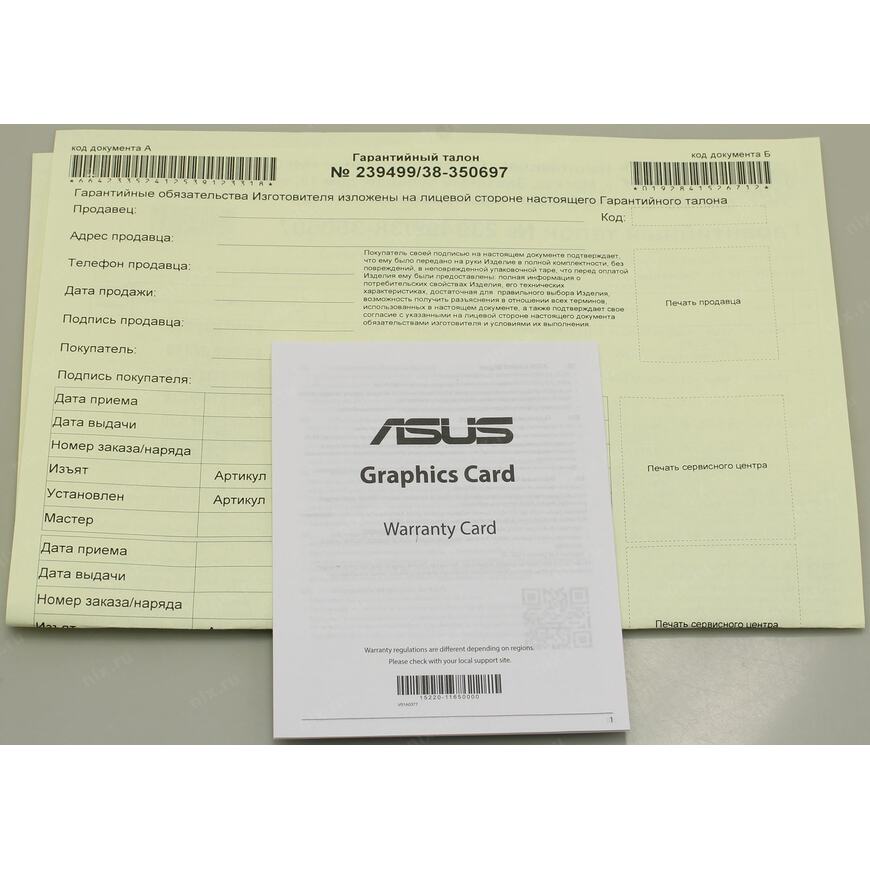 код документа А
Гарантийный талон
код документа Б
№ 239499/38-350697
*664233524125391233 18*
*0192841526712*
Гарантийные обязательства Изготовителя изложены на лицевой стороне настоящего Гарантийного талона
Продавец:
Код:
Адрес продавца:
Телефон продавца:
Дата продажи:
Подпись продавца:
Покупатель:
Подпись покупателя:
Покупатель своей подписью на настоящем документе подтверждает,
что ему было передано на руки Изделие в полной комплектности, без
повреждений, в неповрежденной упаковочной таре, что перед оплатой
Изделия ему были предоставлены: полная информация о
потребительских свойствах Изделия, его технических
характеристиках, достаточная для правильного выбора Изделия,
возможность получить разъяснения в отношении всех терминов,
использованных в настоящем документе, а также подтверждает свое
согласие с указанными на лицевой стороне настоящего документа
обязательствами изготовителя и условиями их выполнения.
Печать продавца
Дата приема
Дата выдачи
Номер заказа/наряда
Изъят Артикул
Установлен Артикул
Мастер
Печать сервисного центра
Дата приема
Дата выдачи
Номер заказа/наряда
Изъят
Печать сервисного центра
ASUS
Graphics Card
Warranty Card
Warranty regulations are different depending on regions.
Please check with your local support site.
15220-11650000
1